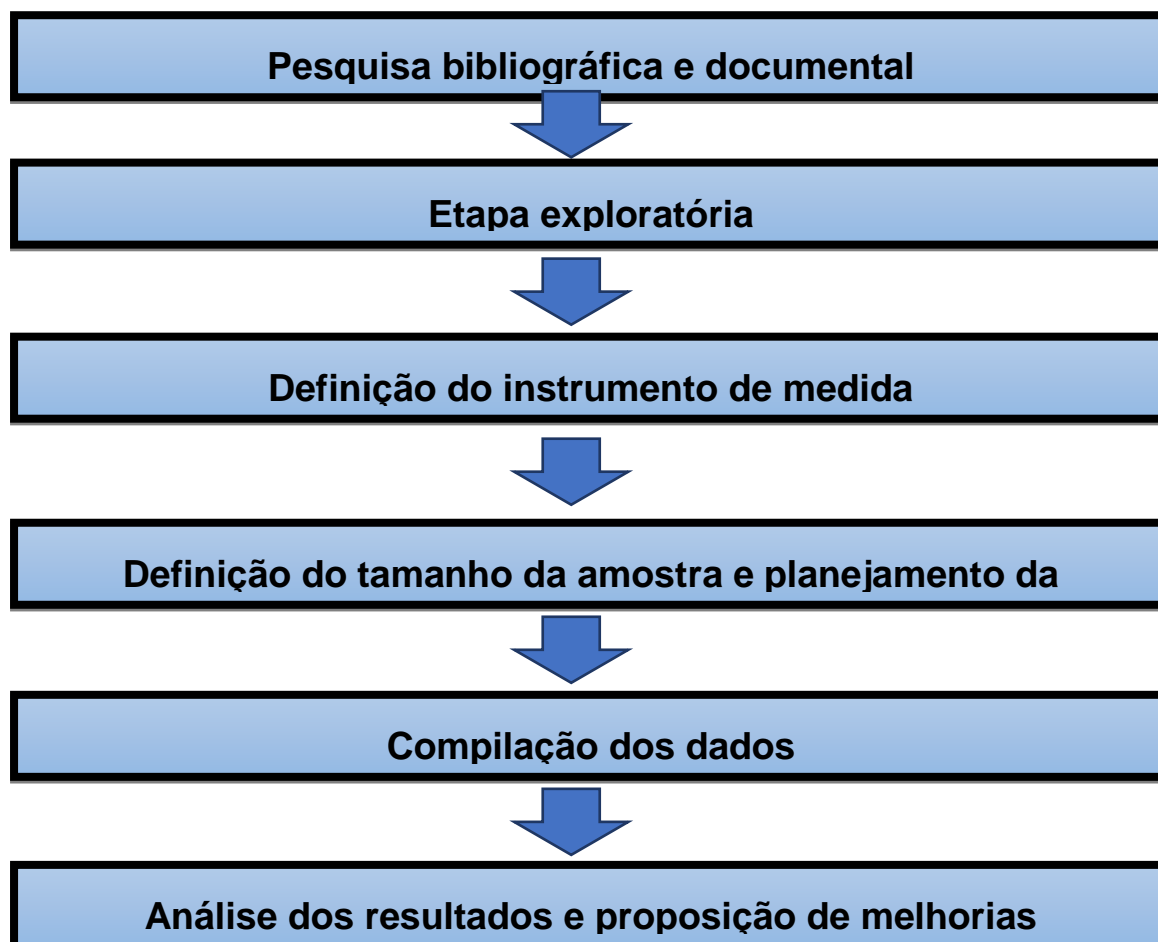 Pesquisa bibliográfica e documental
Etapa exploratória
Definição do instrumento de medida
Definição do tamanho da amostra e planejamento da
Compilação dos dados
Análise dos resultados e proposição de melhorias